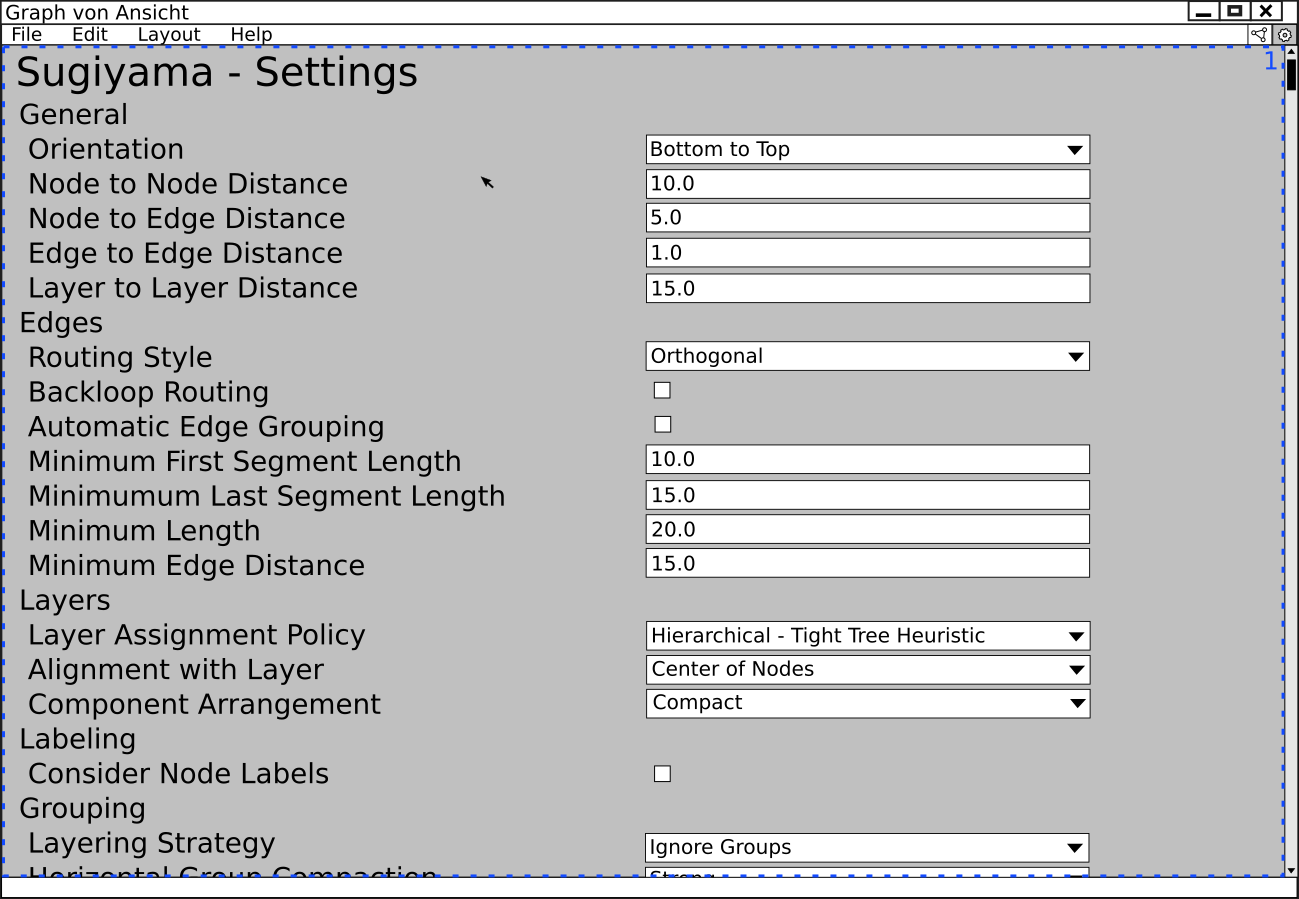 Graph von Ansicht
File Edit Layout Help
1
Sugiyama - Settings
General
Orientation Bottom to Top
Node to Node Distance 10.0
Node to Edge Distance 5.0
Edge to Edge Distance 1.0
Layer to Layer Distance 15.0
Edges
Routing Style Orthogonal
Backloop Routing
Automatic Edge Grouping
Minimum First Segment Length 10.0
Minimumum Last Segment Length 15.0
Minimum Length 20.0
Minimum Edge Distance 15.0
Layers
Layer Assignment Policy Hierarchical - Tight Tree Heuristic
Alignment with Layer Center of Nodes
Component Arrangement Compact
Labeling
Consider Node Labels
Grouping
Layering Strategy Ignore Groups
Horizontal Group Compaction Strong